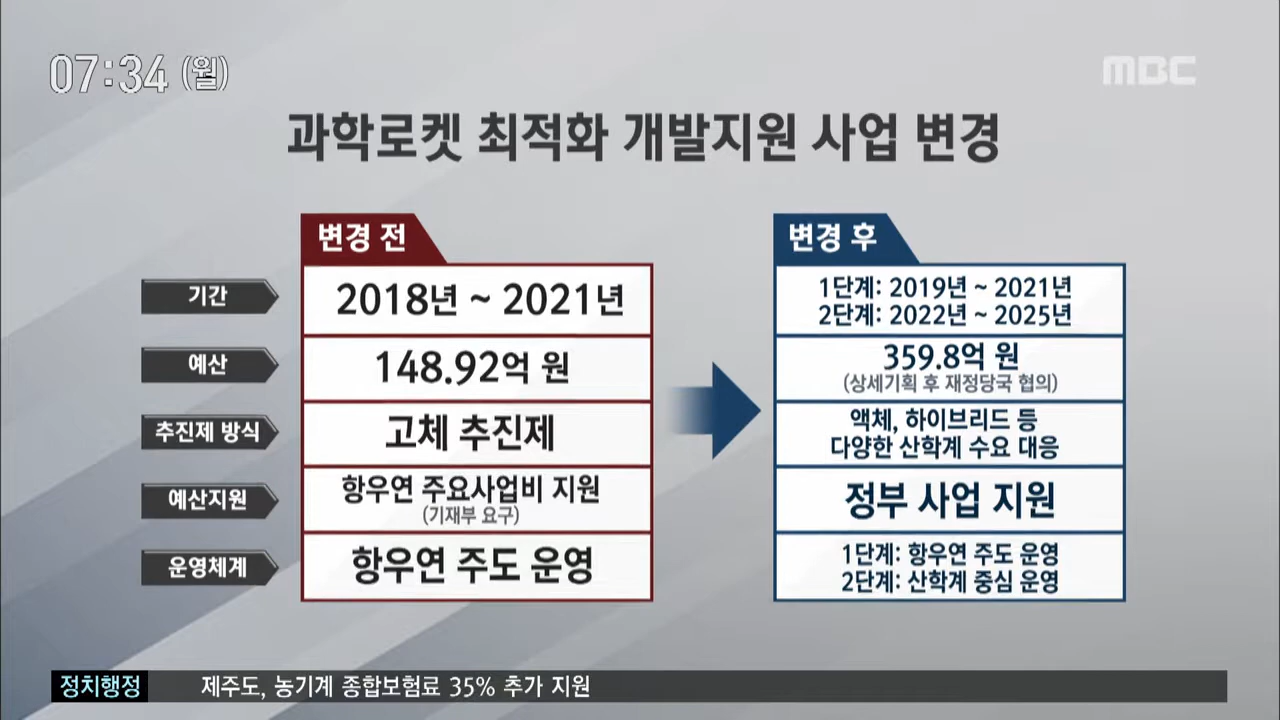 07:34 (월)
MBC
과학로켓 최적화 개발지원 사업 변경
변경 전
변경 후
기간
2018년 ~ 2021년
1단계: 2019년 ~ 2021년
2단계: 2022년 ~ 2025년
예산
148.92억 원
359.8억 원
(상세기획 후 재정당국 협의)
추진제 방식
고체 추진제
액체, 하이브리드 등
다양한 산학계 수요 대응
예산지원
항우연 주요사업비 지원
(기재부 요구)
정부 사업 지원
운영체계
항우연 주도 운영
1단계: 항우연 주도 운영
2단계: 산학계 중심 운영
정치행정
제주도, 농기계 종합보험료 35% 추가 지원